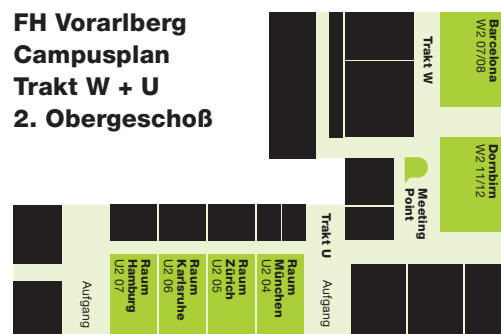 FH Vorarlberg
Campusplan
Trakt W + U
2. Obergeschoß
Trakt W
Barcelona
W2 07/08
Dornbirn
W2 11/12
Meeting
Point
Trakt U
Aufgang
Raum
Hamburg
U2 07
Raum
Karlsruhe
U2 06
Raum
Zürich
U2 05
Raum
München
U2 04
Aufgang